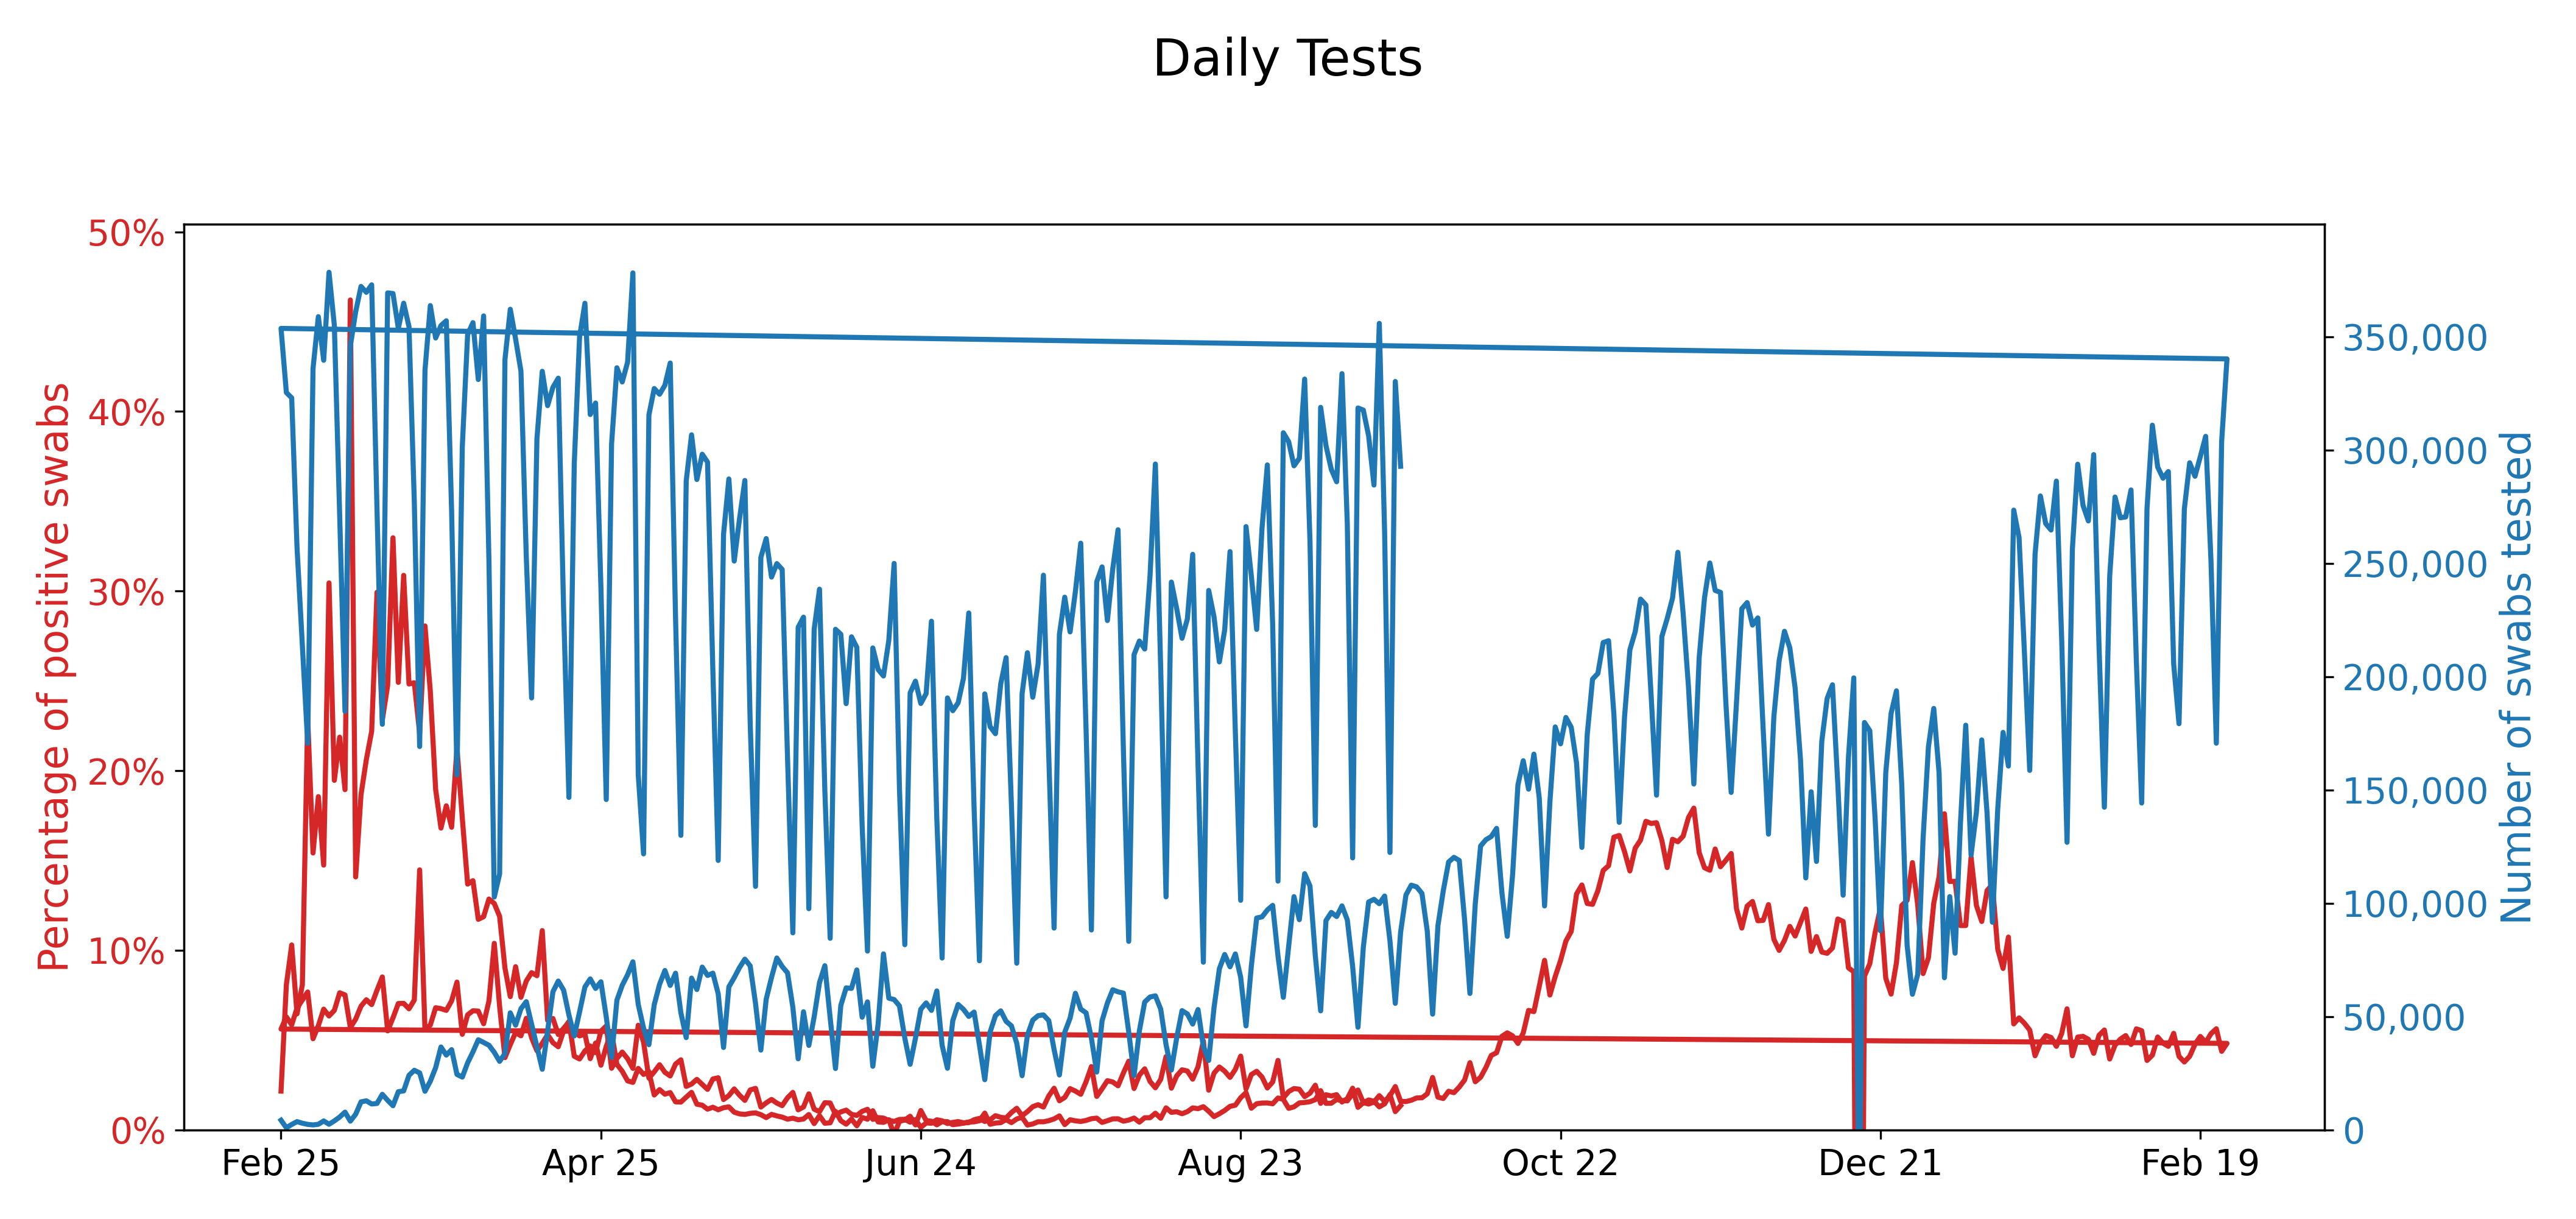 Daily Tests
50%
40%
30%
20%
10%
0%
Percentage of positive swabs
350,000
300,000
250,000
200,000
150,000
100,000
50,000
0
Number of swabs tested
Feb 25
Apr 25
Jun 24
Aug 23
Oct 22
Dec 21
Feb 19